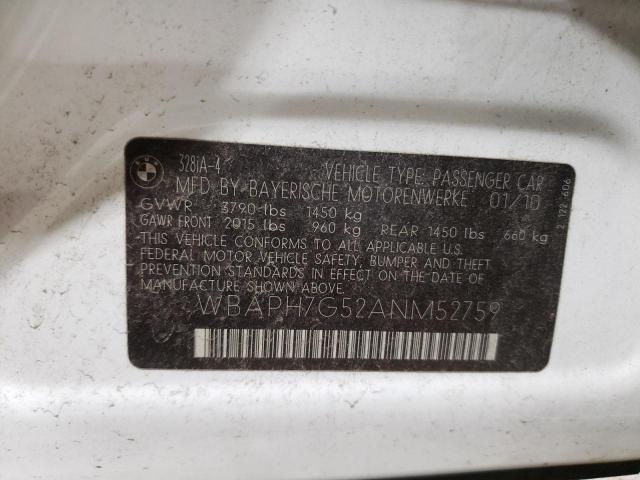 BMW
328iA-4
VEHICLE TYPE: PASSENGER CAR
MFD BY BAYERISCHE MOTORENWERKE 01/10
GVWR 3790 lbs 1450 kg
GAWR FRONT 2015 lbs 960 kg REAR 1450 lbs 660 kg
THIS VEHICLE CONFORMS TO ALL APPLICABLE U.S.
FEDERAL MOTOR VEHICLE SAFETY, BUMPER AND THEFT
PREVENTION STANDARDS IN EFFECT ON THE DATE OF
MANUFACTURE SHOWN ABOVE.
WBAPH7G52ANM52759